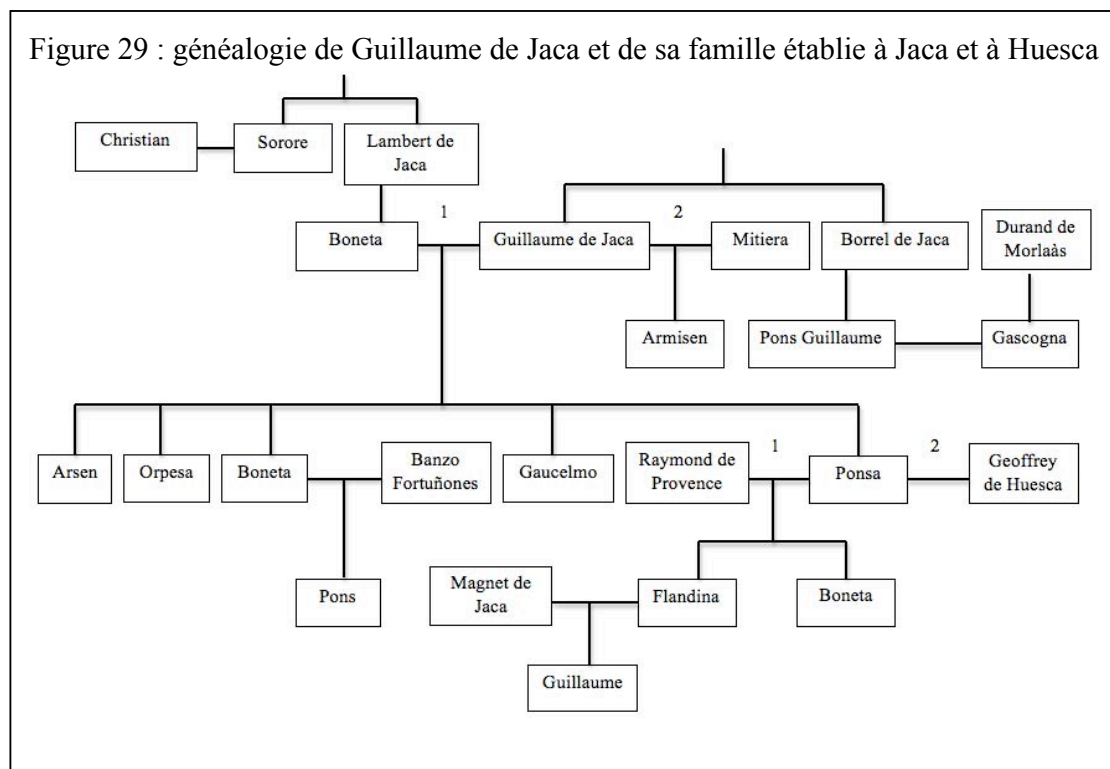 Figure 29 : généalogie de Guillaume de Jaca et de sa famille établie à Jaca et à Huesca
Christian
Sorore
Lambert de
Jaca
Boneta
1
Guillaume de Jaca
2
Mitiera
Borrel de Jaca
Durand de
Morlaàs
Armisen
Pons Guillaume
Gascogna
Arsen
Orpesa
Boneta
Banzo
Fortuñones
Gaucelmo
Raymond de
Provence
1
Ponsa
2
Geoffrey
de Huesca
Pons
Magnet de
Jaca
Flandina
Boneta
Guillaume